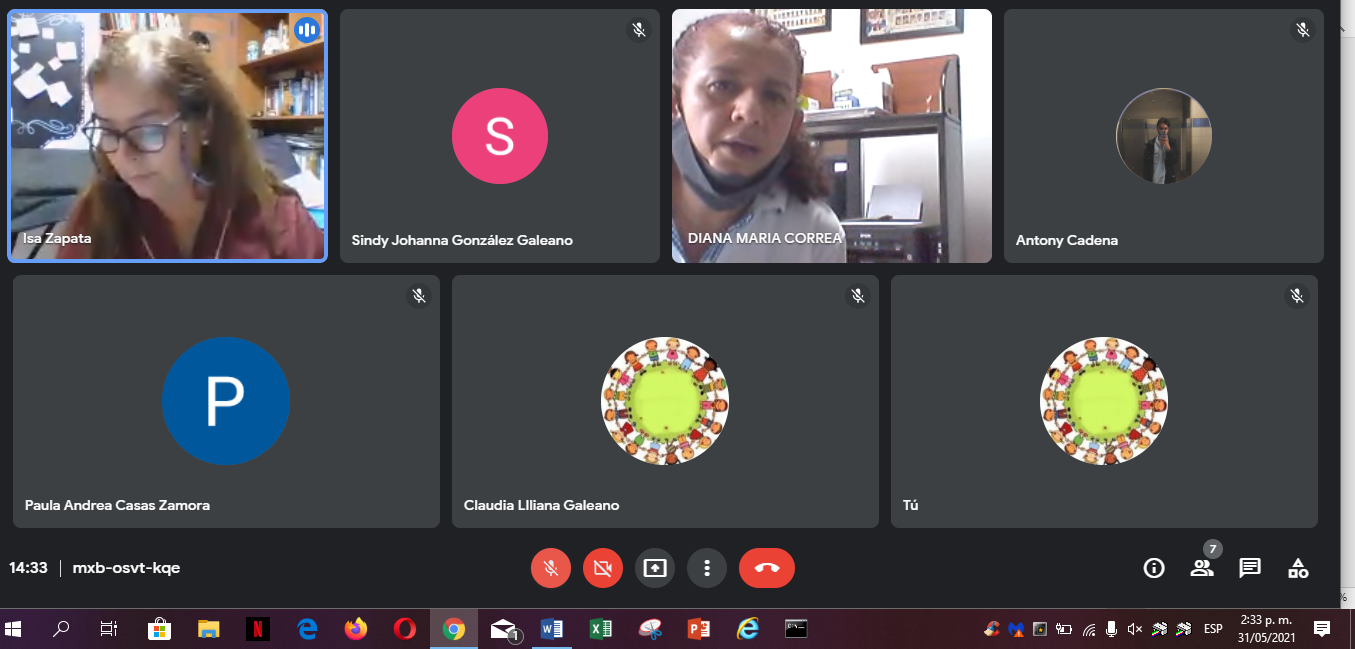 Isa Zapata
S
Sindy Johanna González Galeano
DIANA MARIA CORREA
Antony Cadena
P
Paula Andrea Casas Zamora
Claudia LIliana Galeano
Tú
14:33 | mxb-osvt-kqe
7
%
N
1
ESP
2:33 p. m.
31/05/2021